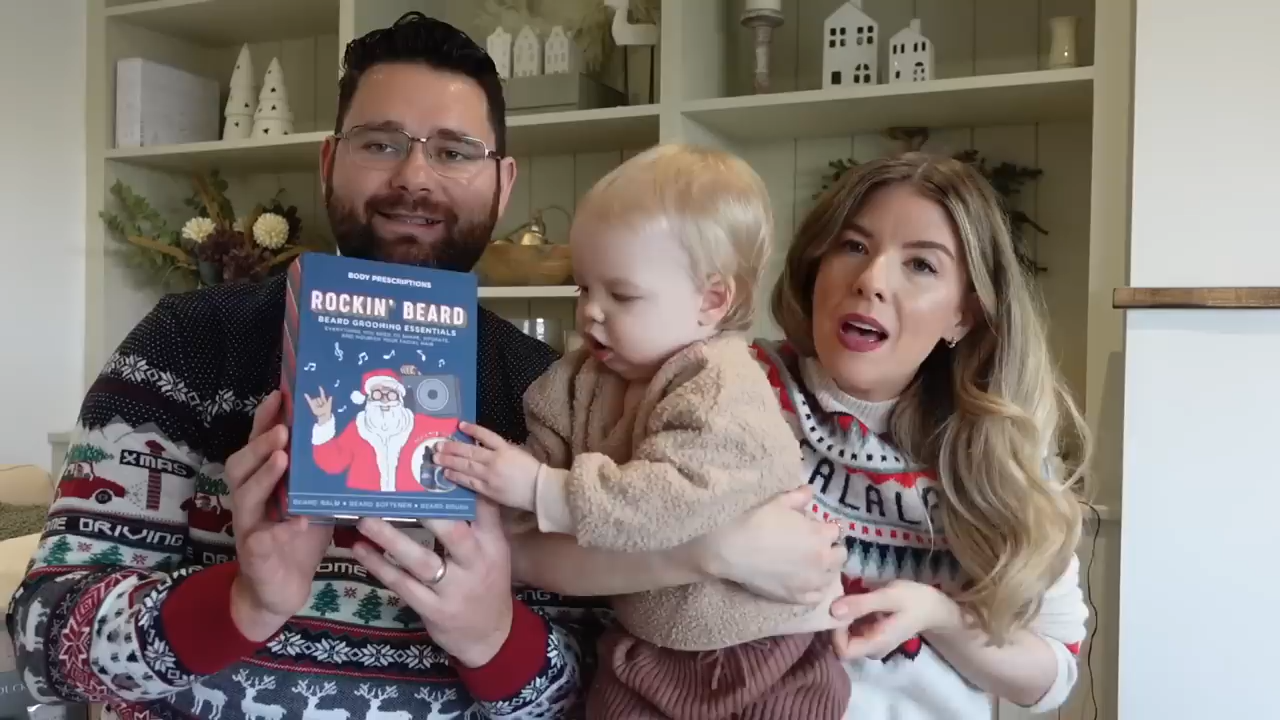 BODY PRESCRIPTIONS
ROCKIN' BEARD
BEARD GROOMING ESSENTIALS
EVERYTHING YOU NEED TO SHAPE, HYDRATE,
AND NOURISH YOUR FACIAL HAIR
BEARD BALM • BEARD SOFTENER • BEARD BRUSH
XMAS
DRIVING
ALALA